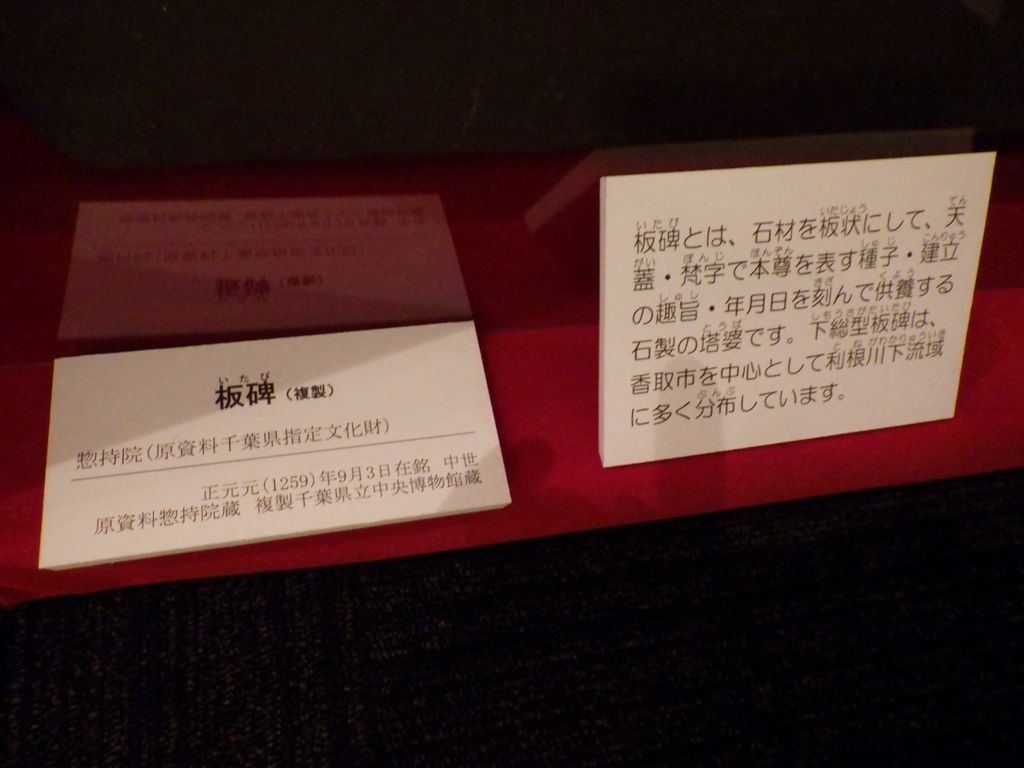 板碑（複製）
惣持院（原資料千葉県指定文化財）
正元元（1259）年9月3日在銘 中世
原資料惣持院蔵 複製千葉県立中央博物館蔵
板碑とは、石材を板状にして、天
蓋・梵字で本尊を表す種子・建立
の趣旨・年月日を刻んで供養する
石製の塔婆です。下総型板碑は、
香取市を中心として利根川下流域
に多く分布しています。